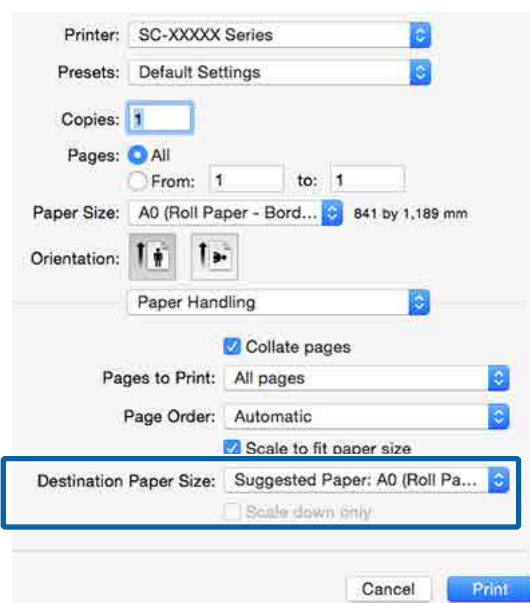 Printer: SC-XXXXX Series
Presets: Default Settings
Copies: 1
Pages: All
From: 1 to: 1
Paper Size: A0 (Roll Paper - Bord... 841 by 1,189 mm
Orientation:
Paper Handling
Collate pages
Pages to Print: All pages
Page Order: Automatic
Scale to fit paper size
Destination Paper Size: Suggested Paper: A0 (Roll Pa...
Scale down only
Cancel Print